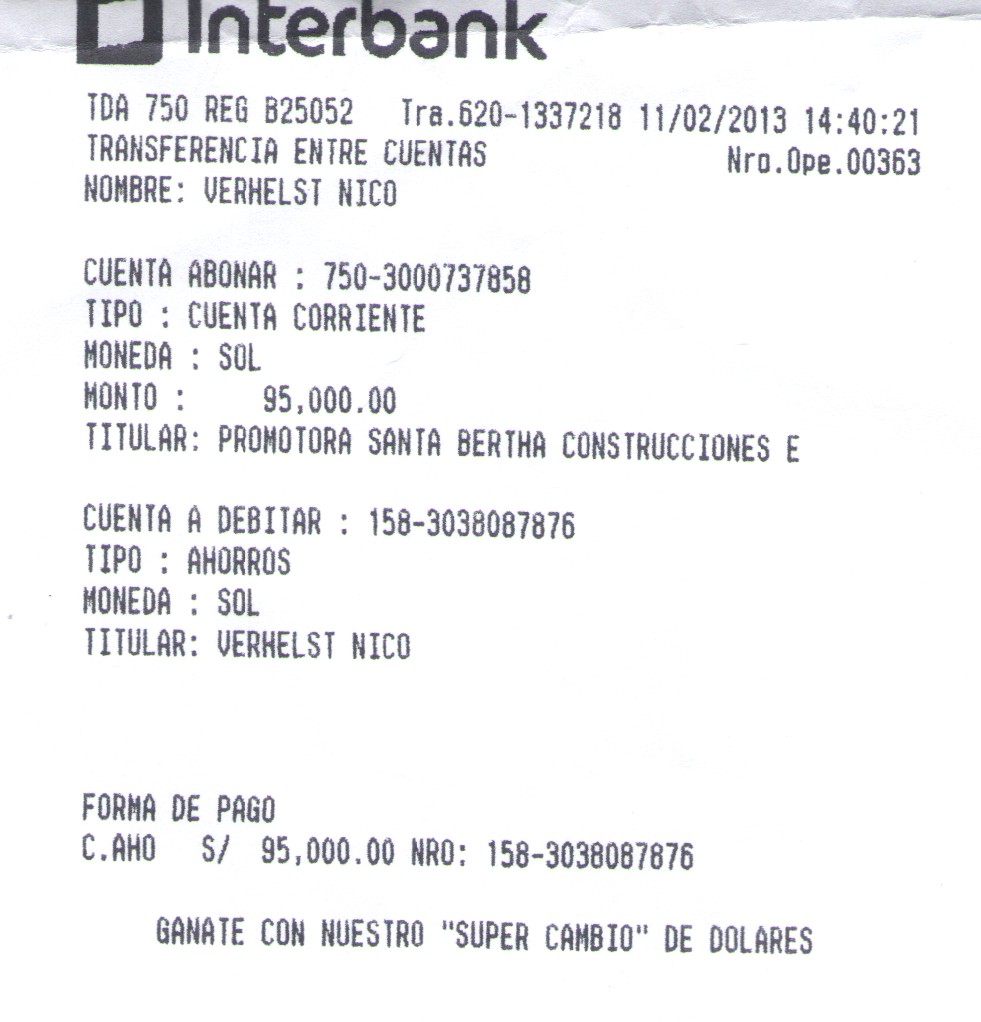 Interbank
TDA 750 REG B25052 Tra.620-1337218 11/02/2013 14:40:21
TRANSFERENCIA ENTRE CUENTAS Nro.Ope.00363
NOMBRE: VERHELST NICO
CUENTA ABONAR : 750-3000737858
TIPO : CUENTA CORRIENTE
MONEDA : SOL
MONTO : 95,000.00
TITULAR: PROMOTORA SANTA BERTHA CONSTRUCCIONES E
CUENTA A DEBITAR : 158-3038087876
TIPO : AHORROS
MONEDA : SOL
TITULAR: VERHELST NICO
FORMA DE PAGO
C.AHO S/ 95,000.00 NRO: 158-3038087876
GANATE CON NUESTRO "SUPER CAMBIO" DE DOLARES